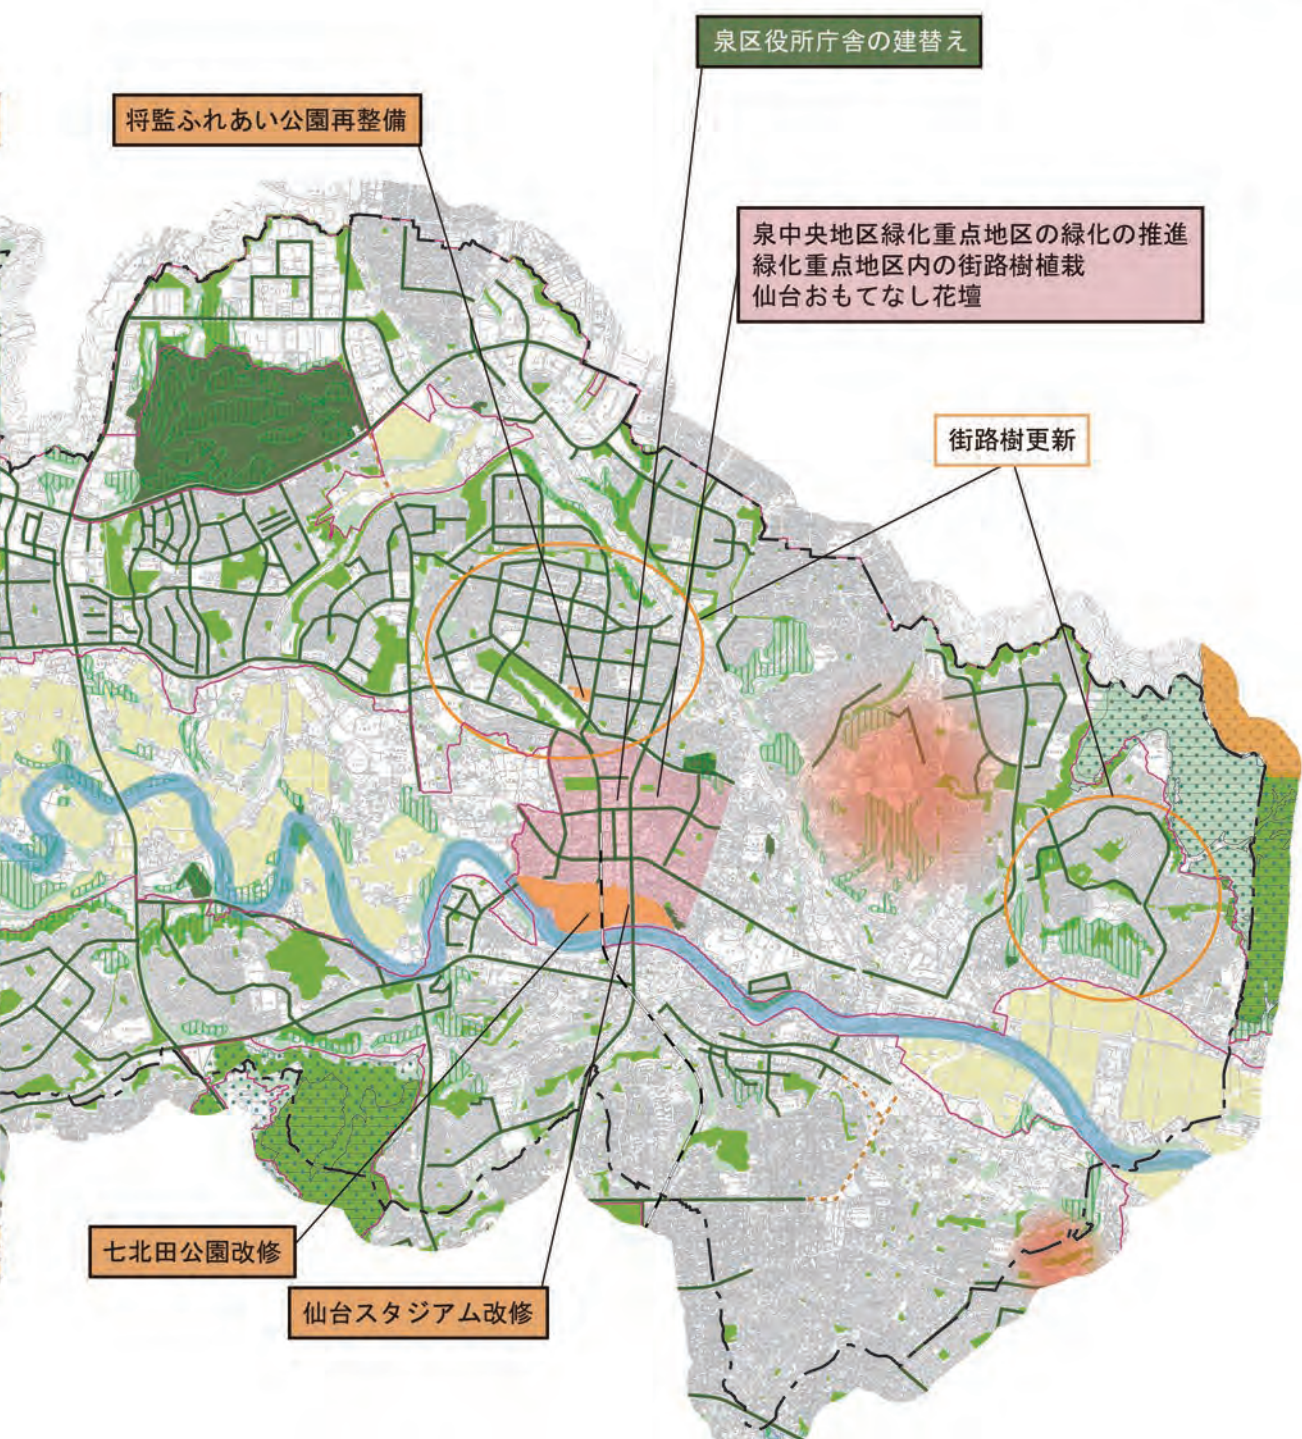 泉区役所庁舎の建替え
将監ふれあい公園再整備
泉中央地区緑化重点地区の緑化の推進
緑化重点地区内の街路樹植栽
仙台おもてなし花壇
街路樹更新
七北田公園改修
仙台スタジアム改修